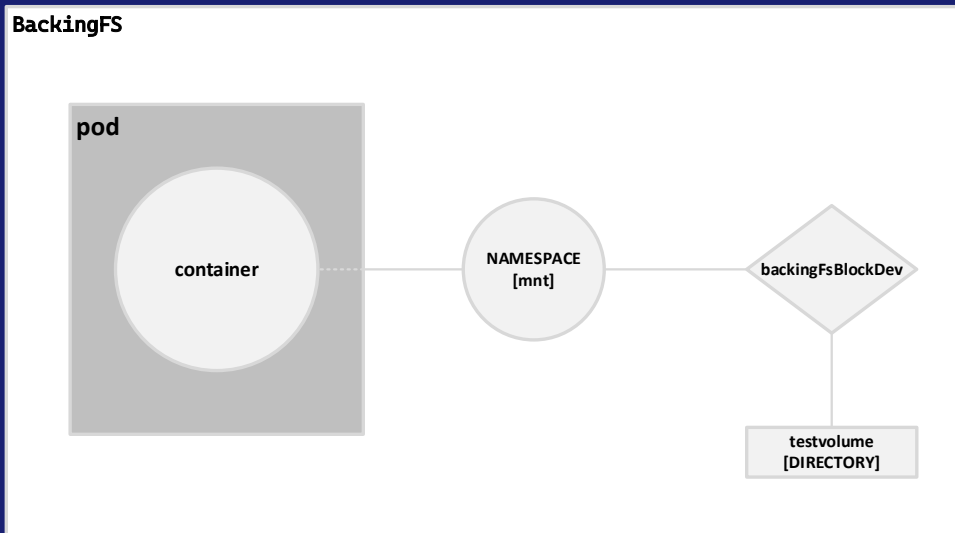 BackingFS
pod
container
NAMESPACE
[mnt]
backingFsBlockDev
testvolume
[DIRECTORY]